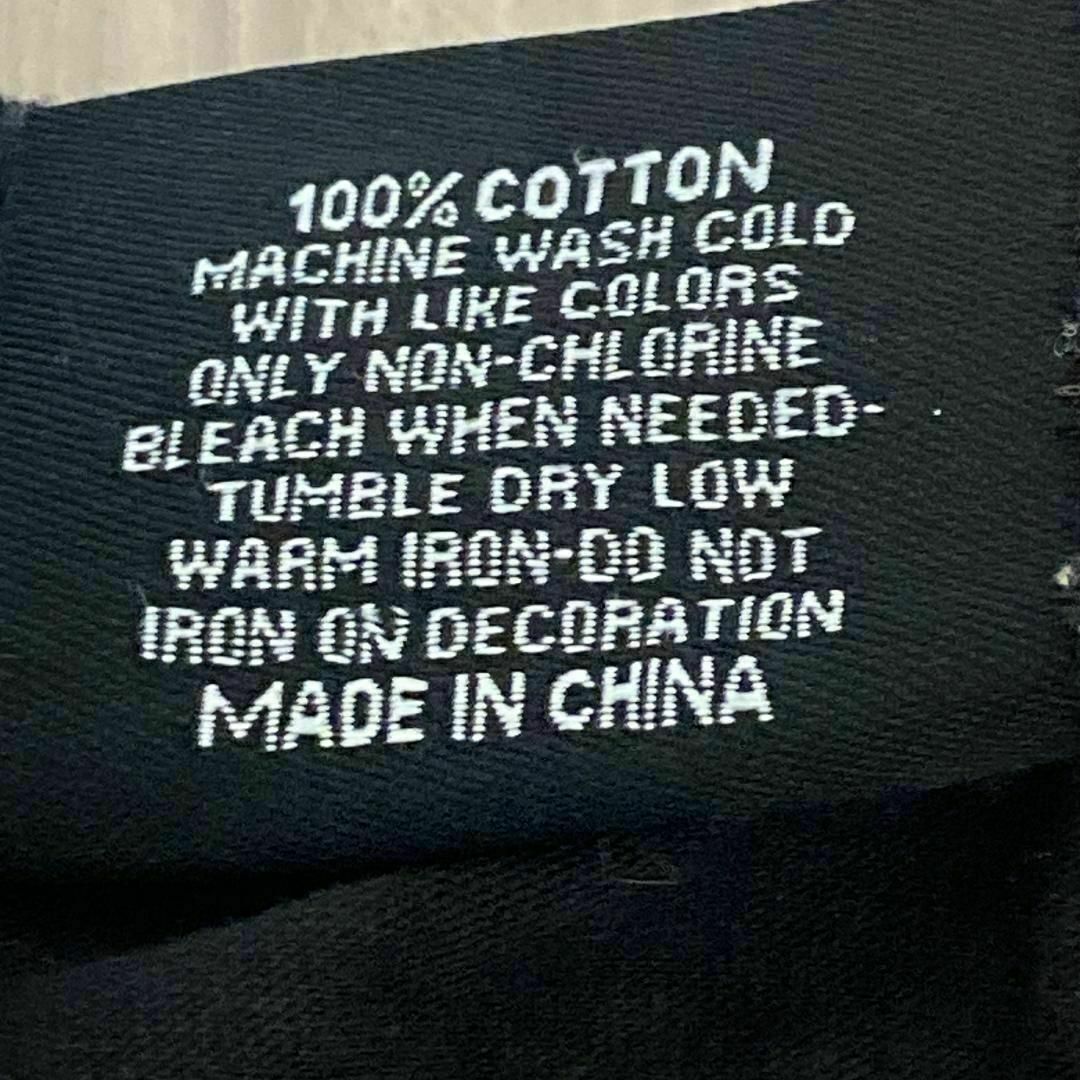 100% COTTON
MACHINE WASH COLD
WITH LIKE COLORS
ONLY NON-CHLORINE
BLEACH WHEN NEEDED-
TUMBLE DRY LOW
WARM IRON-DO NOT
IRON ON DECORATION
MADE IN CHINA